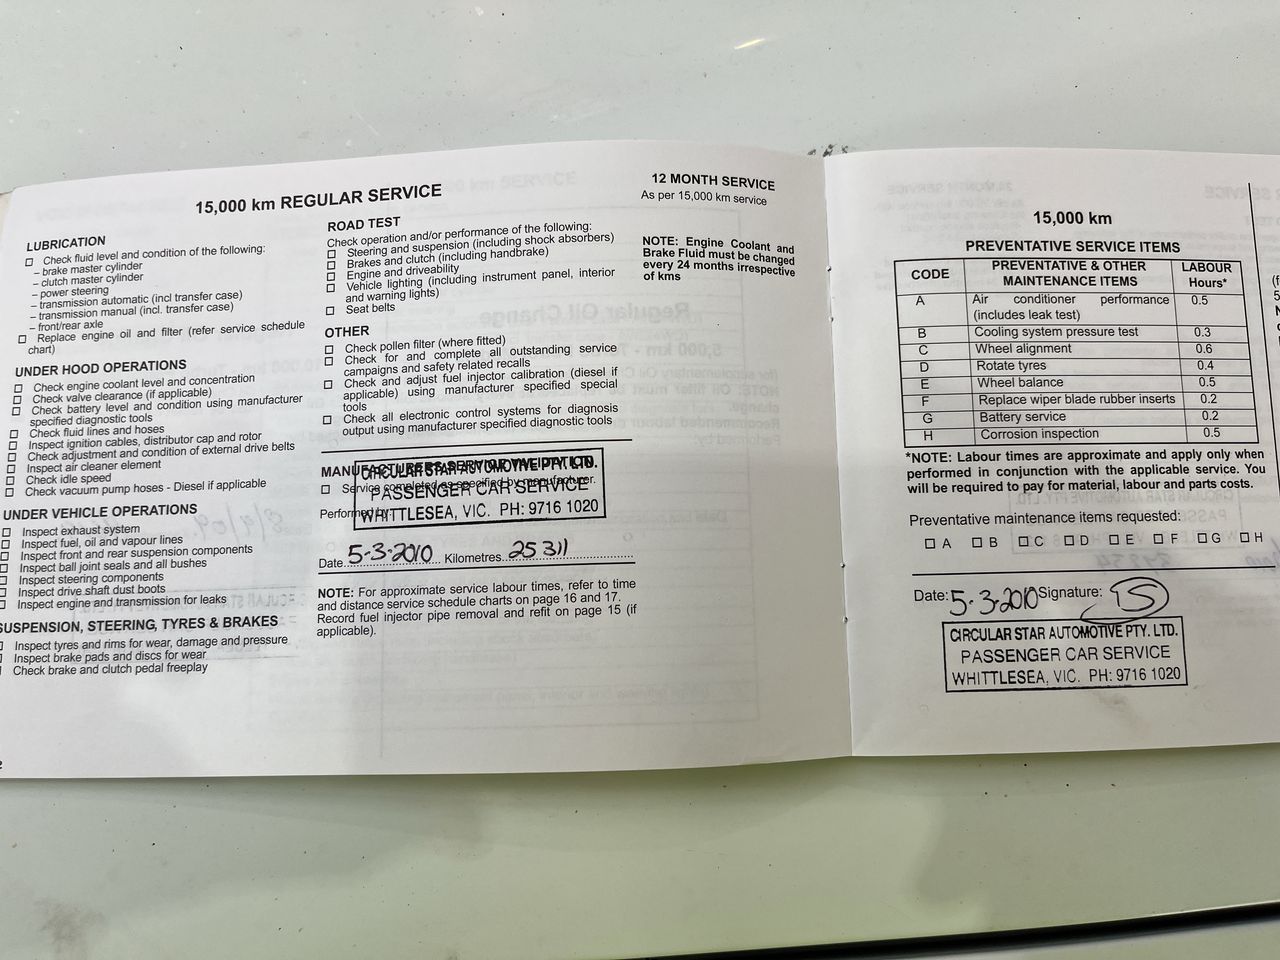 15,000 km REGULAR SERVICE
LUBRICATION
☐ Check fluid level and condition of the following:
– brake master cylinder
– clutch master cylinder
– power steering
– transmission automatic (incl transfer case)
– transmission manual (incl. transfer case)
– front/rear axle
☐ Replace engine oil and filter (refer service schedule
chart)
UNDER HOOD OPERATIONS
☐ Check engine coolant level and concentration
☐ Check valve clearance (if applicable)
☐ Check battery level and condition using manufacturer
specified diagnostic tools
☐ Check fluid lines and hoses
☐ Inspect ignition cables, distributor cap and rotor
☐ Check adjustment and condition of external drive belts
☐ Inspect air cleaner element
☐ Check idle speed
☐ Check vacuum pump hoses - Diesel if applicable
UNDER VEHICLE OPERATIONS
☐ Inspect exhaust system
☐ Inspect fuel, oil and vapour lines
☐ Inspect front and rear suspension components
☐ Inspect ball joint seals and all bushes
☐ Inspect steering components
☐ Inspect drive shaft dust boots
☐ Inspect engine and transmission for leaks
SUSPENSION, STEERING, TYRES & BRAKES
☐ Inspect tyres and rims for wear, damage and pressure
☐ Inspect brake pads and discs for wear
☐ Check brake and clutch pedal freeplay
ROAD TEST
Check operation and/or performance of the following:
☐ Steering and suspension (including shock absorbers)
☐ Brakes and clutch (including handbrake)
☐ Engine and driveability
☐ Vehicle lighting (including instrument panel, interior
and warning lights)
☐ Seat belts
OTHER
☐ Check pollen filter (where fitted)
☐ Check for and complete all outstanding service
campaigns and safety related recalls
☐ Check and adjust fuel injector calibration (diesel if
applicable) using manufacturer specified special
tools
☐ Check all electronic control systems for diagnosis
output using manufacturer specified diagnostic tools
MANUFACTURERS SERVICE VALIDATION
☐ Service completed as specified by manufacturer.
Performed by:
CIRCULAR STAR AUTOMOTIVE PTY. LTD.
PASSENGER CAR SERVICE
WHITTLESEA, VIC. PH: 9716 1020
Date 5-3-2010 Kilometres 25 311
NOTE: For approximate service labour times, refer to time
and distance service schedule charts on page 16 and 17.
Record fuel injector pipe removal and refit on page 15 (if
applicable).
12 MONTH SERVICE
As per 15,000 km service
NOTE: Engine Coolant and
Brake Fluid must be changed
every 24 months irrespective
of kms
15,000 km
PREVENTATIVE SERVICE ITEMS
CODE PREVENTATIVE & OTHER MAINTENANCE ITEMS LABOUR Hours*
A Air conditioner performance (includes leak test) 0.5
B Cooling system pressure test 0.3
C Wheel alignment 0.6
D Rotate tyres 0.4
E Wheel balance 0.5
F Replace wiper blade rubber inserts 0.2
G Battery service 0.2
H Corrosion inspection 0.5
*NOTE: Labour times are approximate and apply only when
performed in conjunction with the applicable service. You
will be required to pay for material, labour and parts costs.
Preventative maintenance items requested:
☐ A ☐ B ☐ C ☐ D ☐ E ☐ F ☐ G ☐ H
Date: 5-3-2010 Signature:
CIRCULAR STAR AUTOMOTIVE PTY. LTD.
PASSENGER CAR SERVICE
WHITTLESEA, VIC. PH: 9716 1020